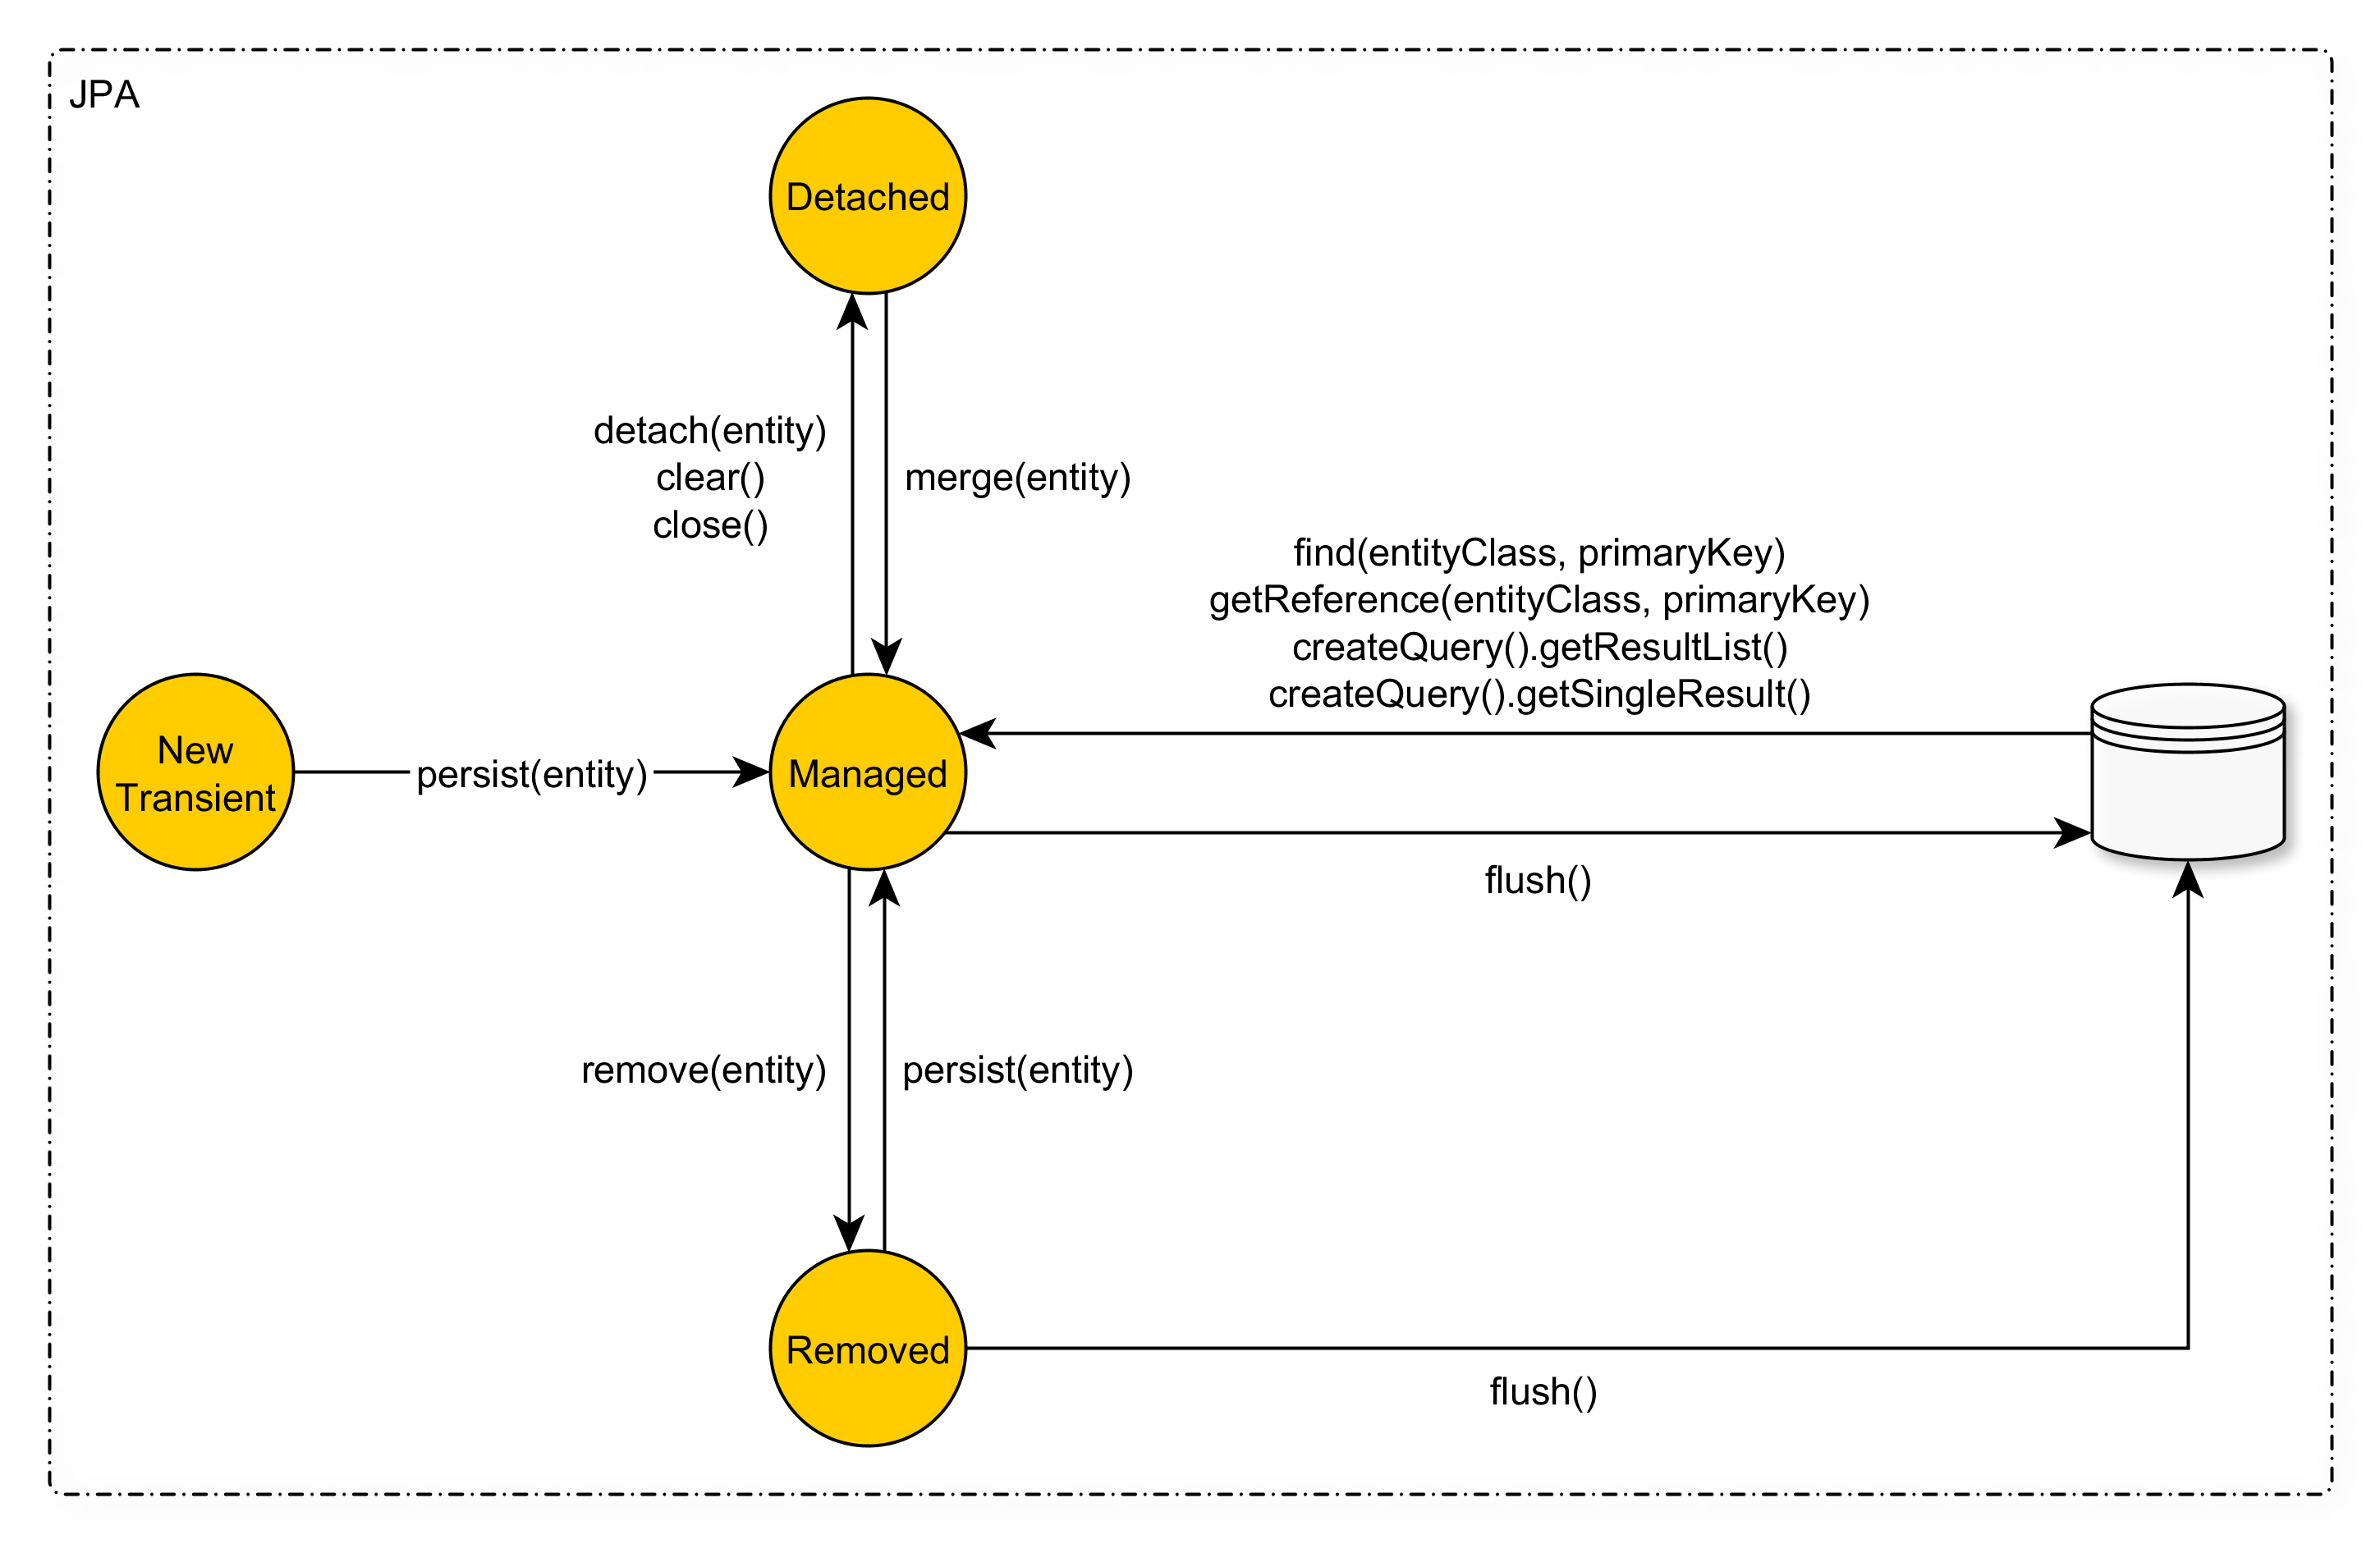 JPA
Detached
detach(entity)
clear()
close()
merge(entity)
find(entityClass, primaryKey)
getReference(entityClass, primaryKey)
createQuery().getResultList()
createQuery().getSingleResult()
New
Transient
persist(entity)
Managed
flush()
remove(entity)
persist(entity)
Removed
flush()